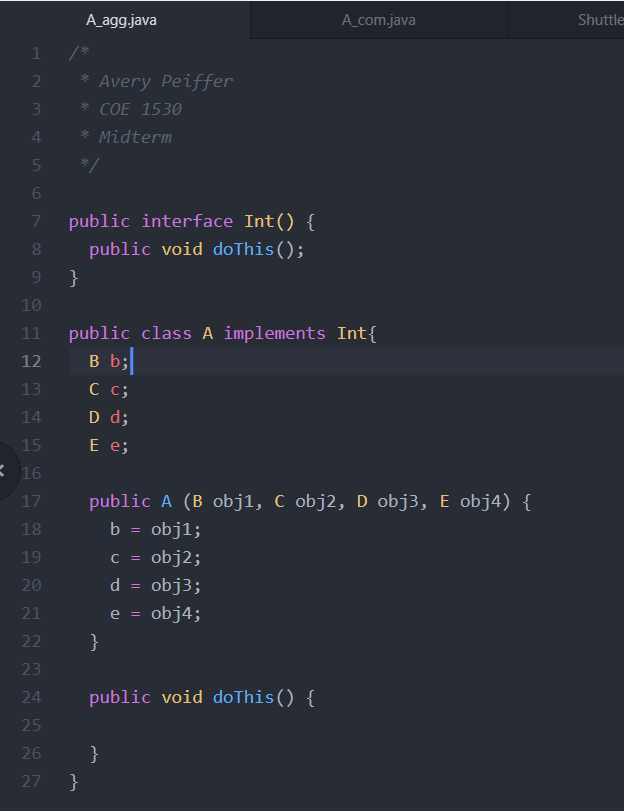 A_agg.java A_com.java Shuttle
1 /*
2  * Avery Peiffer
3  * COE 1530
4  * Midterm
5  */
6
7 public interface Int() {
8   public void doThis();
9 }
10
11 public class A implements Int{
12   B b;
13   C c;
14   D d;
15   E e;
16
17   public A (B obj1, C obj2, D obj3, E obj4) {
18     b = obj1;
19     c = obj2;
20     d = obj3;
21     e = obj4;
22   }
23
24   public void doThis() {
25
26   }
27 }